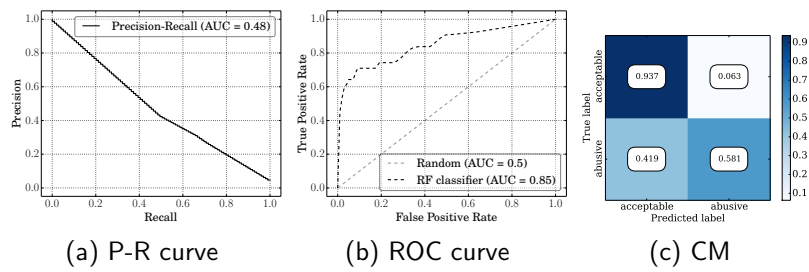 1.0
0.8
0.6
0.4
0.2
0.0
Precision
Precision-Recall (AUC = 0.48)
0.0 0.2 0.4 0.6 0.8 1.0
Recall
(a) P-R curve
1.0
0.8
0.6
0.4
0.2
0.0
True Positive Rate
Random (AUC = 0.5)
RF classifier (AUC = 0.85)
0.0 0.2 0.4 0.6 0.8 1.0
False Positive Rate
(b) ROC curve
True label
acceptable
abusive
0.937 0.063
0.419 0.581
acceptable abusive
Predicted label
0.9
0.8
0.7
0.6
0.5
0.4
0.3
0.2
0.1
(c) CM